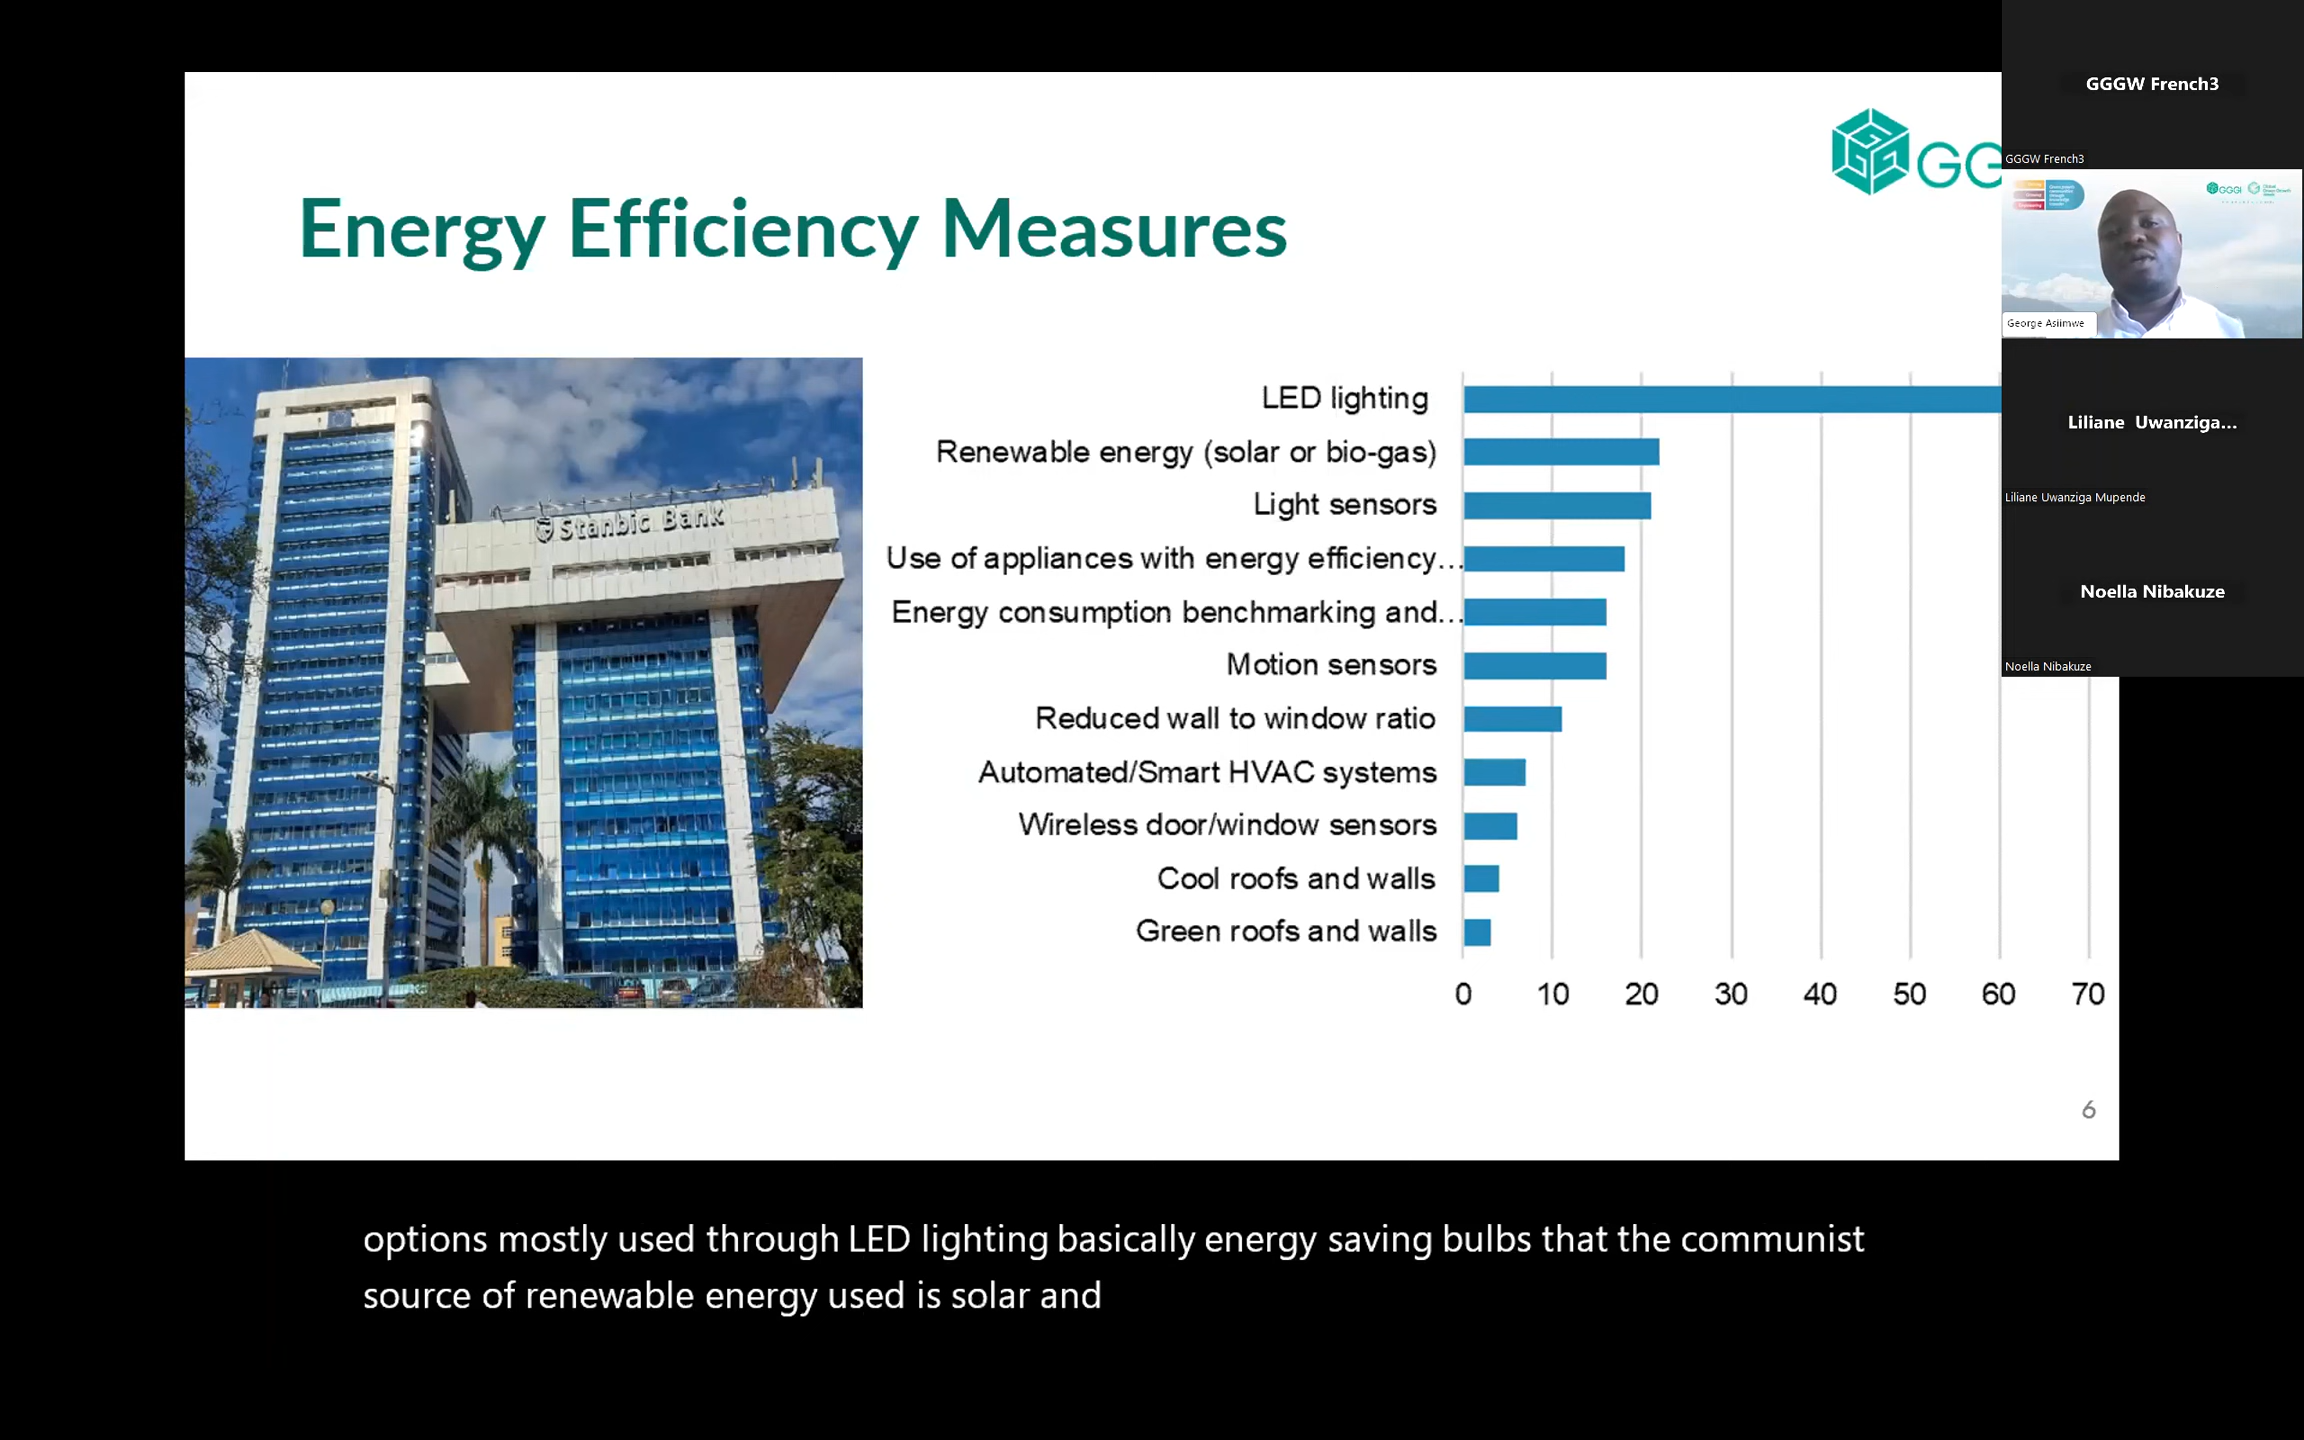 GGGW French3
GGGW French3
GG
Energy Efficiency Measures
GGGI
George Asiimwe
Liliane Uwanziga...
Liliane Uwanziga Mupende
Noella Nibakuze
Noella Nibakuze
Stanbic Bank
LED lighting
Renewable energy (solar or bio-gas)
Light sensors
Use of appliances with energy efficiency...
Energy consumption benchmarking and...
Motion sensors
Reduced wall to window ratio
Automated/Smart HVAC systems
Wireless door/window sensors
Cool roofs and walls
Green roofs and walls
0 10 20 30 40 50 60 70
6
options mostly used through LED lighting basically energy saving bulbs that the communist
source of renewable energy used is solar and